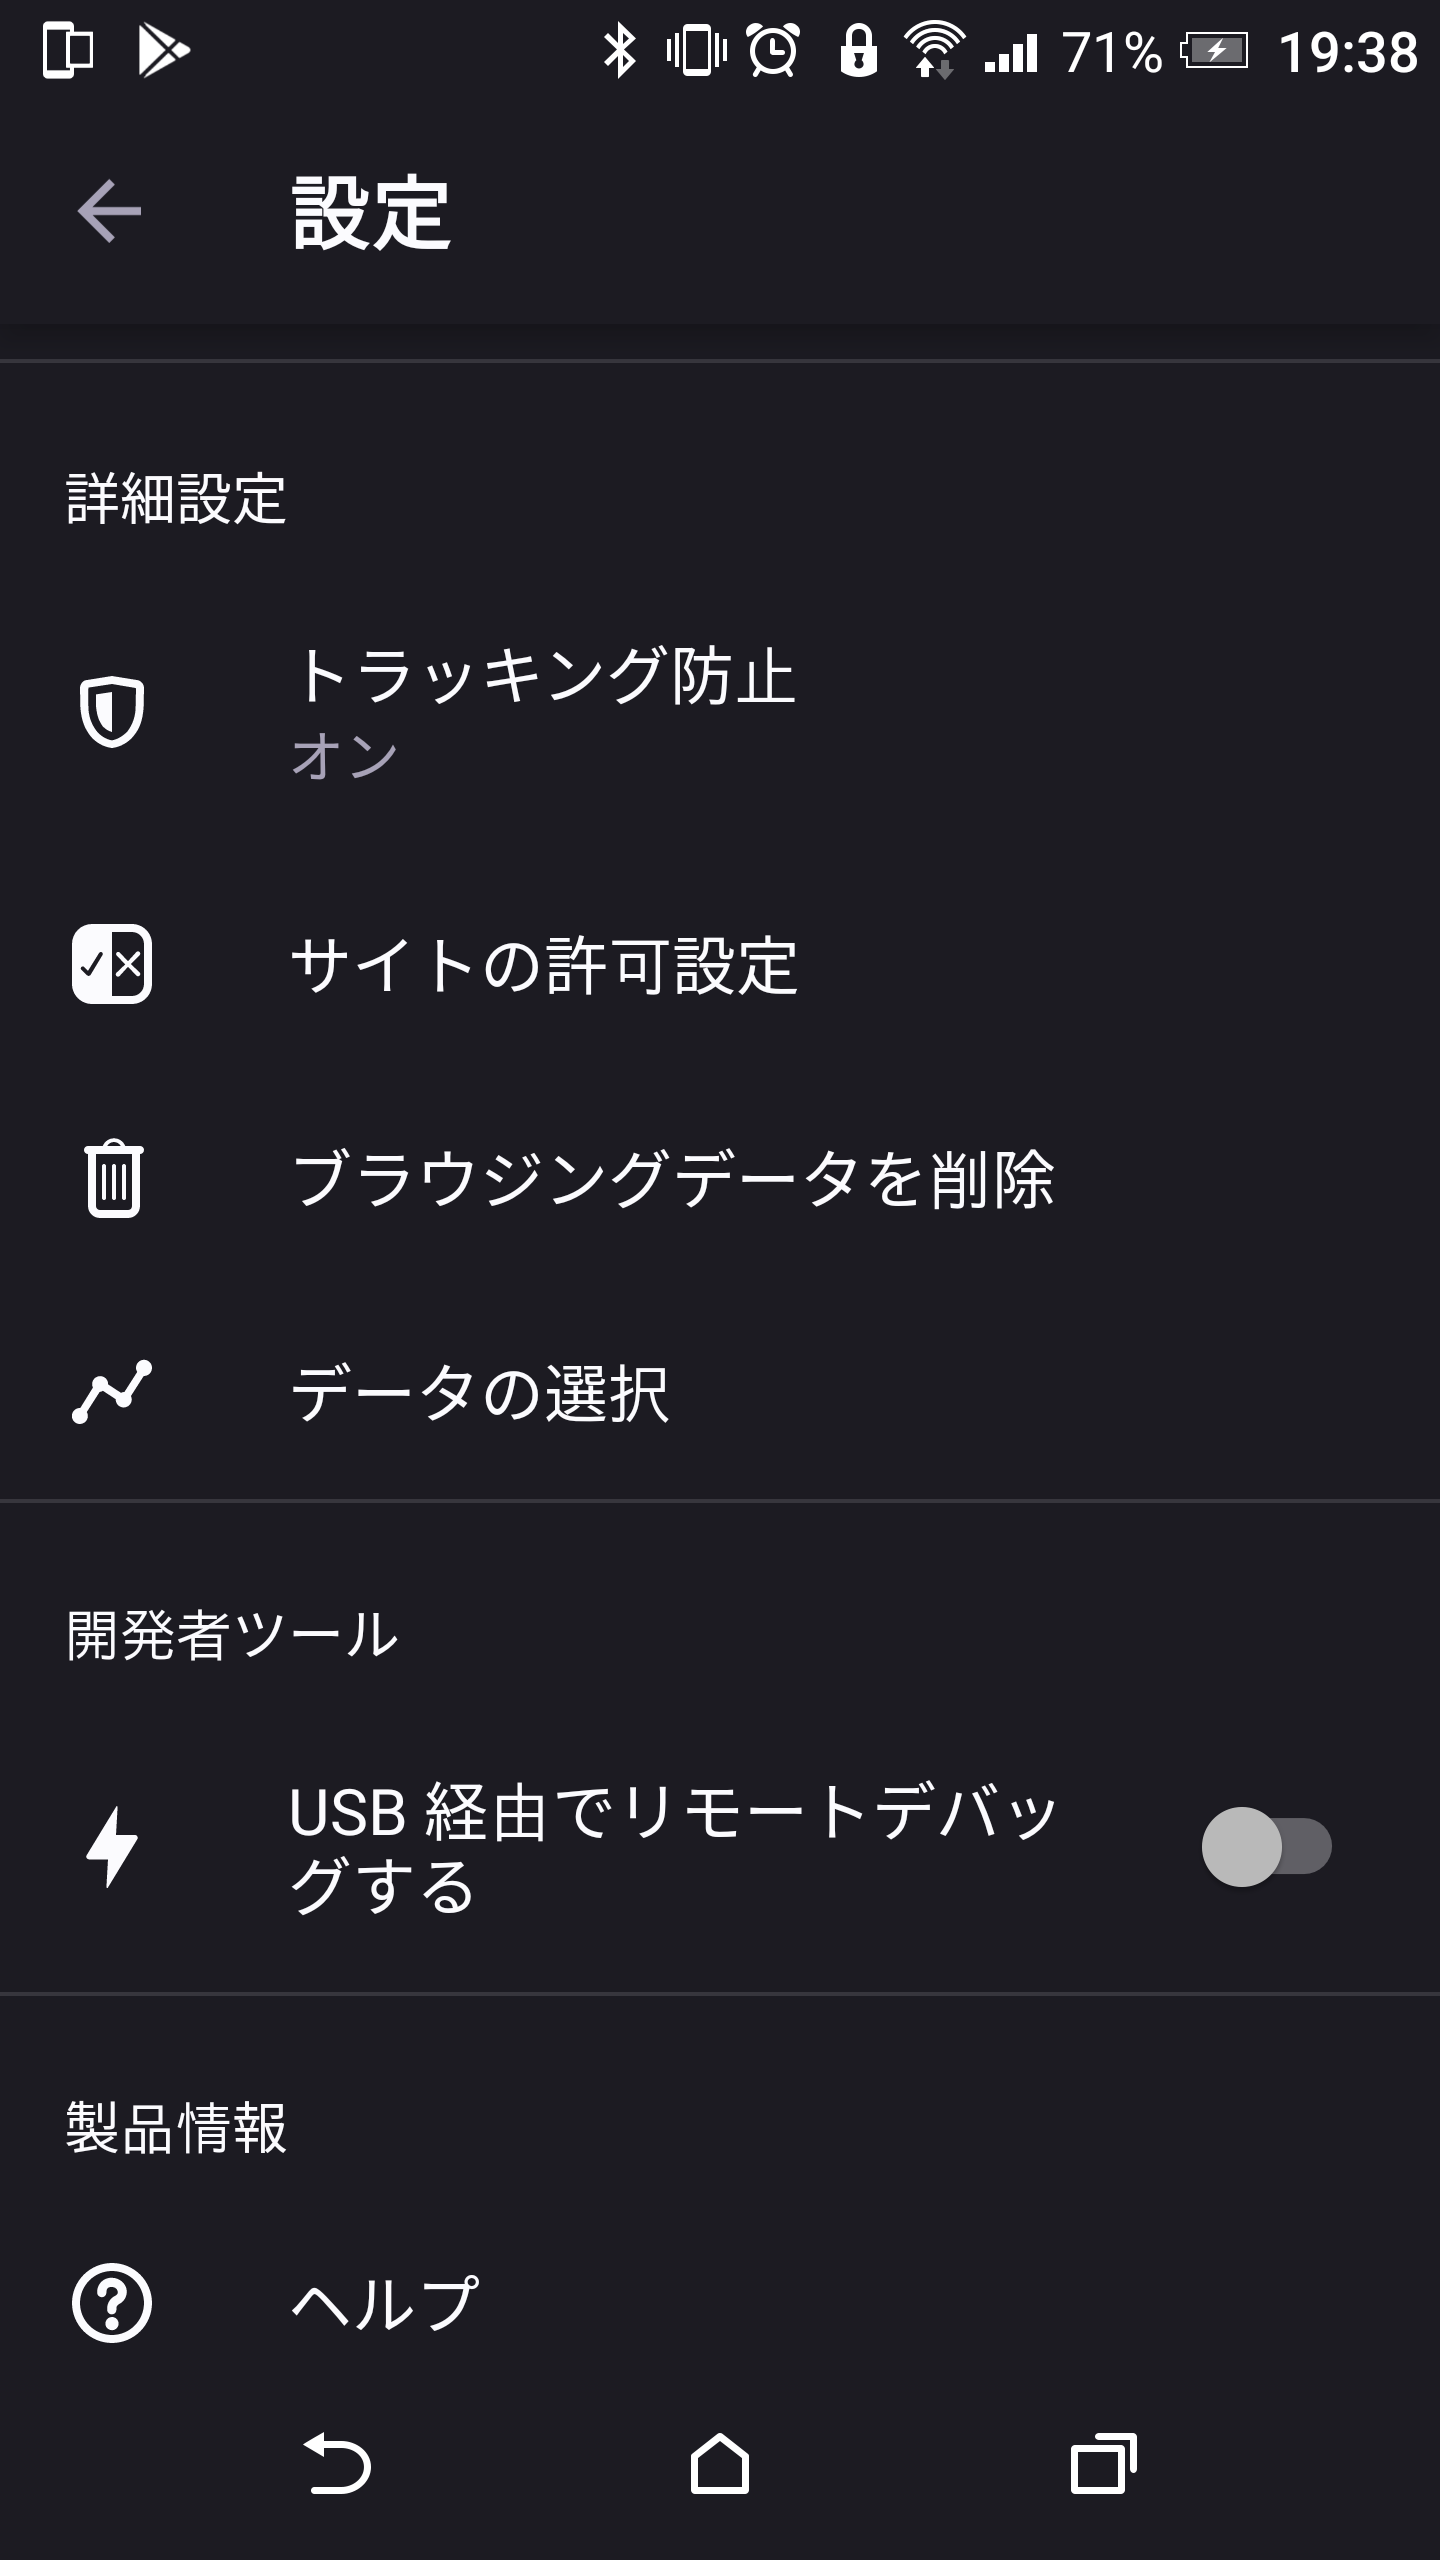 71% 19:38
設定
詳細設定
トラッキング防止
オン
サイトの許可設定
ブラウジングデータを削除
データの選択
開発者ツール
USB 経由でリモートデバッ
グする
製品情報
ヘルプ